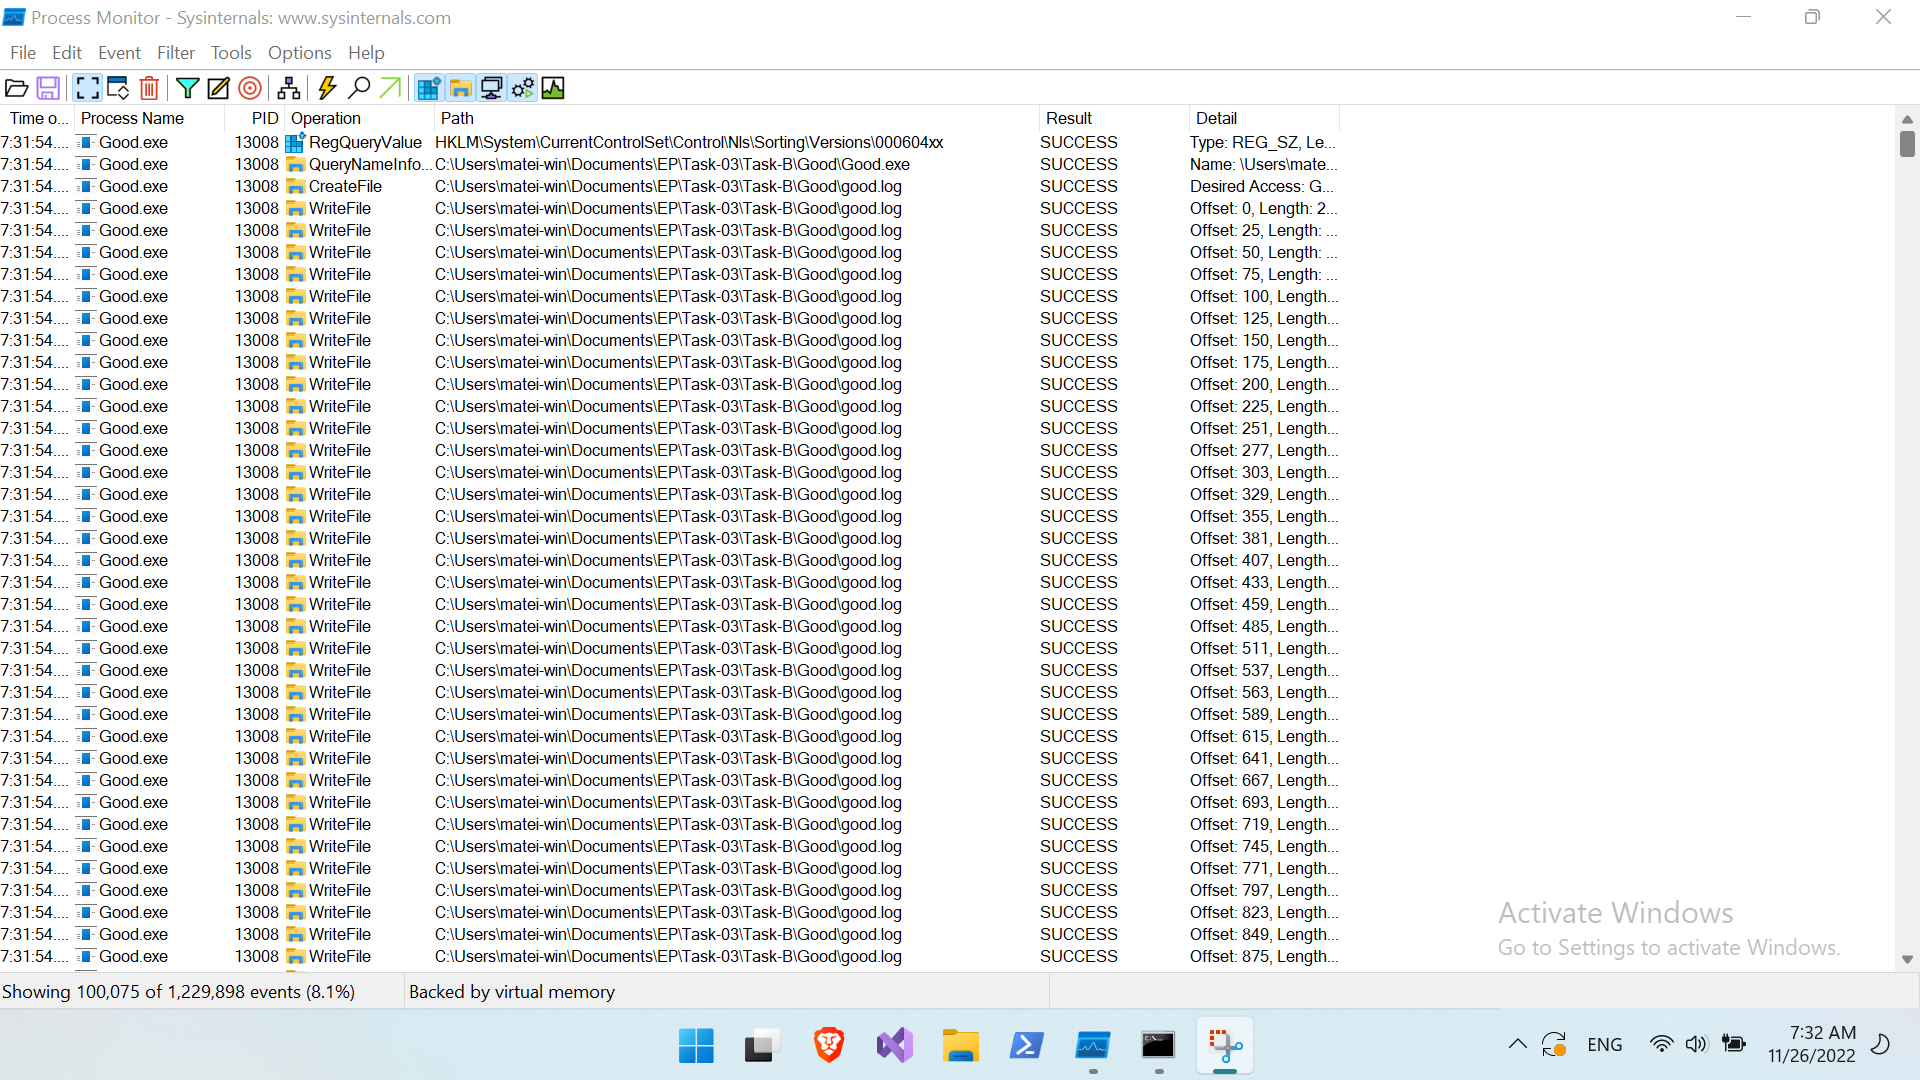 Process Monitor - Sysinternals: www.sysinternals.com
File Edit Event Filter Tools Options Help
Time o... Process Name PID Operation Path Result Detail
7:31:54.... Good.exe 13008 RegQueryValue HKLM\System\CurrentControlSet\Control\Nls\Sorting\Versions\000604xx SUCCESS Type: REG_SZ, Le...
7:31:54.... Good.exe 13008 QueryNameInfo... C:\Users\matei-win\Documents\EP\Task-03\Task-B\Good\Good.exe SUCCESS Name: \Users\mate...
7:31:54.... Good.exe 13008 CreateFile C:\Users\matei-win\Documents\EP\Task-03\Task-B\Good\good.log SUCCESS Desired Access: G...
7:31:54.... Good.exe 13008 WriteFile C:\Users\matei-win\Documents\EP\Task-03\Task-B\Good\good.log SUCCESS Offset: 0, Length: 2...
7:31:54.... Good.exe 13008 WriteFile C:\Users\matei-win\Documents\EP\Task-03\Task-B\Good\good.log SUCCESS Offset: 25, Length: ...
7:31:54.... Good.exe 13008 WriteFile C:\Users\matei-win\Documents\EP\Task-03\Task-B\Good\good.log SUCCESS Offset: 50, Length: ...
7:31:54.... Good.exe 13008 WriteFile C:\Users\matei-win\Documents\EP\Task-03\Task-B\Good\good.log SUCCESS Offset: 75, Length: ...
7:31:54.... Good.exe 13008 WriteFile C:\Users\matei-win\Documents\EP\Task-03\Task-B\Good\good.log SUCCESS Offset: 100, Length...
7:31:54.... Good.exe 13008 WriteFile C:\Users\matei-win\Documents\EP\Task-03\Task-B\Good\good.log SUCCESS Offset: 125, Length...
7:31:54.... Good.exe 13008 WriteFile C:\Users\matei-win\Documents\EP\Task-03\Task-B\Good\good.log SUCCESS Offset: 150, Length...
7:31:54.... Good.exe 13008 WriteFile C:\Users\matei-win\Documents\EP\Task-03\Task-B\Good\good.log SUCCESS Offset: 175, Length...
7:31:54.... Good.exe 13008 WriteFile C:\Users\matei-win\Documents\EP\Task-03\Task-B\Good\good.log SUCCESS Offset: 200, Length...
7:31:54.... Good.exe 13008 WriteFile C:\Users\matei-win\Documents\EP\Task-03\Task-B\Good\good.log SUCCESS Offset: 225, Length...
7:31:54.... Good.exe 13008 WriteFile C:\Users\matei-win\Documents\EP\Task-03\Task-B\Good\good.log SUCCESS Offset: 251, Length...
7:31:54.... Good.exe 13008 WriteFile C:\Users\matei-win\Documents\EP\Task-03\Task-B\Good\good.log SUCCESS Offset: 277, Length...
7:31:54.... Good.exe 13008 WriteFile C:\Users\matei-win\Documents\EP\Task-03\Task-B\Good\good.log SUCCESS Offset: 303, Length...
7:31:54.... Good.exe 13008 WriteFile C:\Users\matei-win\Documents\EP\Task-03\Task-B\Good\good.log SUCCESS Offset: 329, Length...
7:31:54.... Good.exe 13008 WriteFile C:\Users\matei-win\Documents\EP\Task-03\Task-B\Good\good.log SUCCESS Offset: 355, Length...
7:31:54.... Good.exe 13008 WriteFile C:\Users\matei-win\Documents\EP\Task-03\Task-B\Good\good.log SUCCESS Offset: 381, Length...
7:31:54.... Good.exe 13008 WriteFile C:\Users\matei-win\Documents\EP\Task-03\Task-B\Good\good.log SUCCESS Offset: 407, Length...
7:31:54.... Good.exe 13008 WriteFile C:\Users\matei-win\Documents\EP\Task-03\Task-B\Good\good.log SUCCESS Offset: 433, Length...
7:31:54.... Good.exe 13008 WriteFile C:\Users\matei-win\Documents\EP\Task-03\Task-B\Good\good.log SUCCESS Offset: 459, Length...
7:31:54.... Good.exe 13008 WriteFile C:\Users\matei-win\Documents\EP\Task-03\Task-B\Good\good.log SUCCESS Offset: 485, Length...
7:31:54.... Good.exe 13008 WriteFile C:\Users\matei-win\Documents\EP\Task-03\Task-B\Good\good.log SUCCESS Offset: 511, Length...
7:31:54.... Good.exe 13008 WriteFile C:\Users\matei-win\Documents\EP\Task-03\Task-B\Good\good.log SUCCESS Offset: 537, Length...
7:31:54.... Good.exe 13008 WriteFile C:\Users\matei-win\Documents\EP\Task-03\Task-B\Good\good.log SUCCESS Offset: 563, Length...
7:31:54.... Good.exe 13008 WriteFile C:\Users\matei-win\Documents\EP\Task-03\Task-B\Good\good.log SUCCESS Offset: 589, Length...
7:31:54.... Good.exe 13008 WriteFile C:\Users\matei-win\Documents\EP\Task-03\Task-B\Good\good.log SUCCESS Offset: 615, Length...
7:31:54.... Good.exe 13008 WriteFile C:\Users\matei-win\Documents\EP\Task-03\Task-B\Good\good.log SUCCESS Offset: 641, Length...
7:31:54.... Good.exe 13008 WriteFile C:\Users\matei-win\Documents\EP\Task-03\Task-B\Good\good.log SUCCESS Offset: 667, Length...
7:31:54.... Good.exe 13008 WriteFile C:\Users\matei-win\Documents\EP\Task-03\Task-B\Good\good.log SUCCESS Offset: 693, Length...
7:31:54.... Good.exe 13008 WriteFile C:\Users\matei-win\Documents\EP\Task-03\Task-B\Good\good.log SUCCESS Offset: 719, Length...
7:31:54.... Good.exe 13008 WriteFile C:\Users\matei-win\Documents\EP\Task-03\Task-B\Good\good.log SUCCESS Offset: 745, Length...
7:31:54.... Good.exe 13008 WriteFile C:\Users\matei-win\Documents\EP\Task-03\Task-B\Good\good.log SUCCESS Offset: 771, Length...
7:31:54.... Good.exe 13008 WriteFile C:\Users\matei-win\Documents\EP\Task-03\Task-B\Good\good.log SUCCESS Offset: 797, Length...
7:31:54.... Good.exe 13008 WriteFile C:\Users\matei-win\Documents\EP\Task-03\Task-B\Good\good.log SUCCESS Offset: 823, Length...
7:31:54.... Good.exe 13008 WriteFile C:\Users\matei-win\Documents\EP\Task-03\Task-B\Good\good.log SUCCESS Offset: 849, Length...
7:31:54.... Good.exe 13008 WriteFile C:\Users\matei-win\Documents\EP\Task-03\Task-B\Good\good.log SUCCESS Offset: 875, Length...
Activate Windows
Go to Settings to activate Windows.
Showing 100,075 of 1,229,898 events (8.1%) Backed by virtual memory
ENG
7:32 AM
11/26/2022